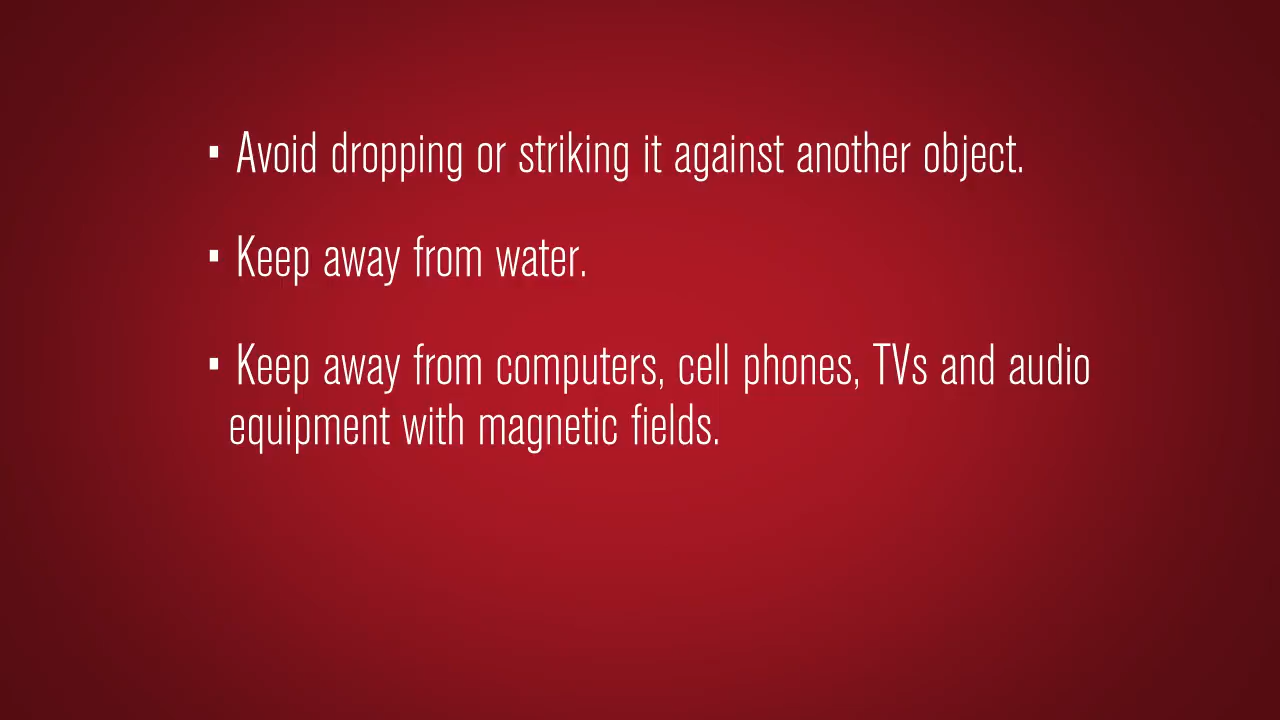 ▪ Avoid dropping or striking it against another object.
▪ Keep away from water.
▪ Keep away from computers, cell phones, TVs and audio
equipment with magnetic fields.